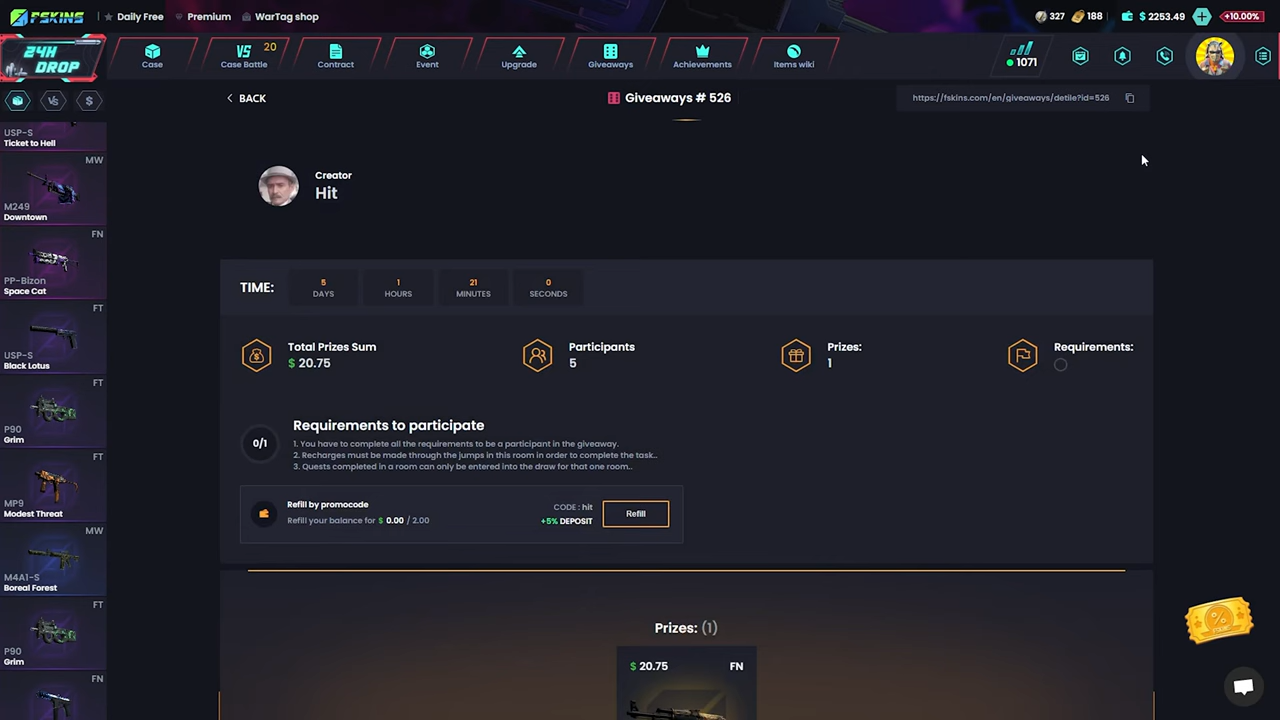 FSKINS
Daily Free
Premium
WarTag shop
327
188
$ 2253.49
+10.00%
24H
DROP
Case
VS
20
Case Battle
Contract
Event
Upgrade
Giveaways
Achievements
Items wiki
1071
BACK
Giveaways # 526
https://fskins.com/en/giveaways/detile?id=526
USP-S
Ticket to Hell
MW
M249
Downtown
FN
PP-Bizon
Space Cat
FT
USP-S
Black Lotus
FT
P90
Grim
FT
MP9
Modest Threat
MW
M4A1-S
Boreal Forest
FT
P90
Grim
FN
Creator
Hit
TIME:
5
DAYS
1
HOURS
21
MINUTES
0
SECONDS
Total Prizes Sum
$ 20.75
Participants
5
Prizes:
1
Requirements:
0/1
Requirements to participate
1. You have to complete all the requirements to be a participant in the giveaway.
2. Recharges must be made through the jumps in this room in order to complete the task..
3. Quests completed in a room can only be entered into the draw for that one room..
Refill by promocode
Refill your balance for $ 0.00 / 2.00
CODE : hit
+5% DEPOSIT
Refill
Prizes: (1)
$ 20.75
FN